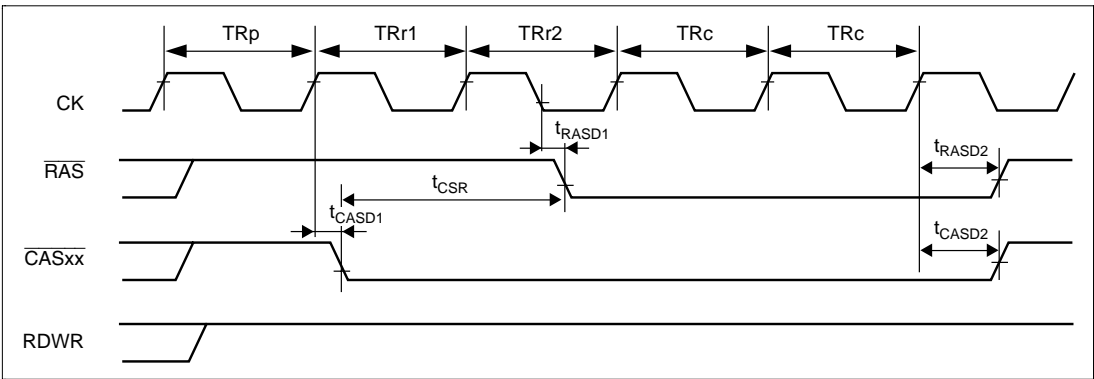 TRp TRr1 TRr2 TRc TRc
CK
tRASD1
RAS
tRASD2
tCSR
tCASD1
CASxx
tCASD2
RDWR